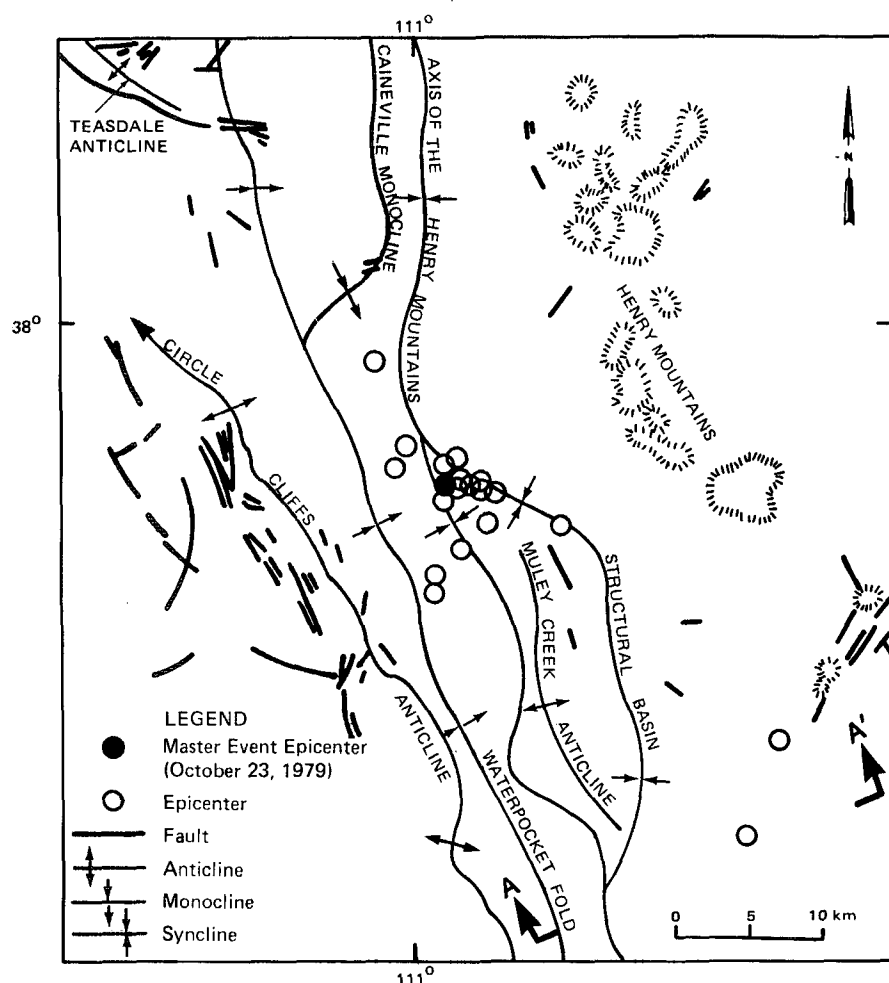 111°
TEASDALE
ANTICLINE
CAINEVILLE MONOCLINE
AXIS OF THE HENRY MOUNTAINS
STRUCTURAL BASIN
N
HENRY MOUNTAINS
38°
CIRCLE
CLIFFS
ANTICLINE
MULEY CREEK
ANTICLINE
WATERPOCKET FOLD
LEGEND
Master Event Epicenter
(October 23, 1979)
Epicenter
Fault
Anticline
Monocline
Syncline
A
A'
0 5 10 km
111°